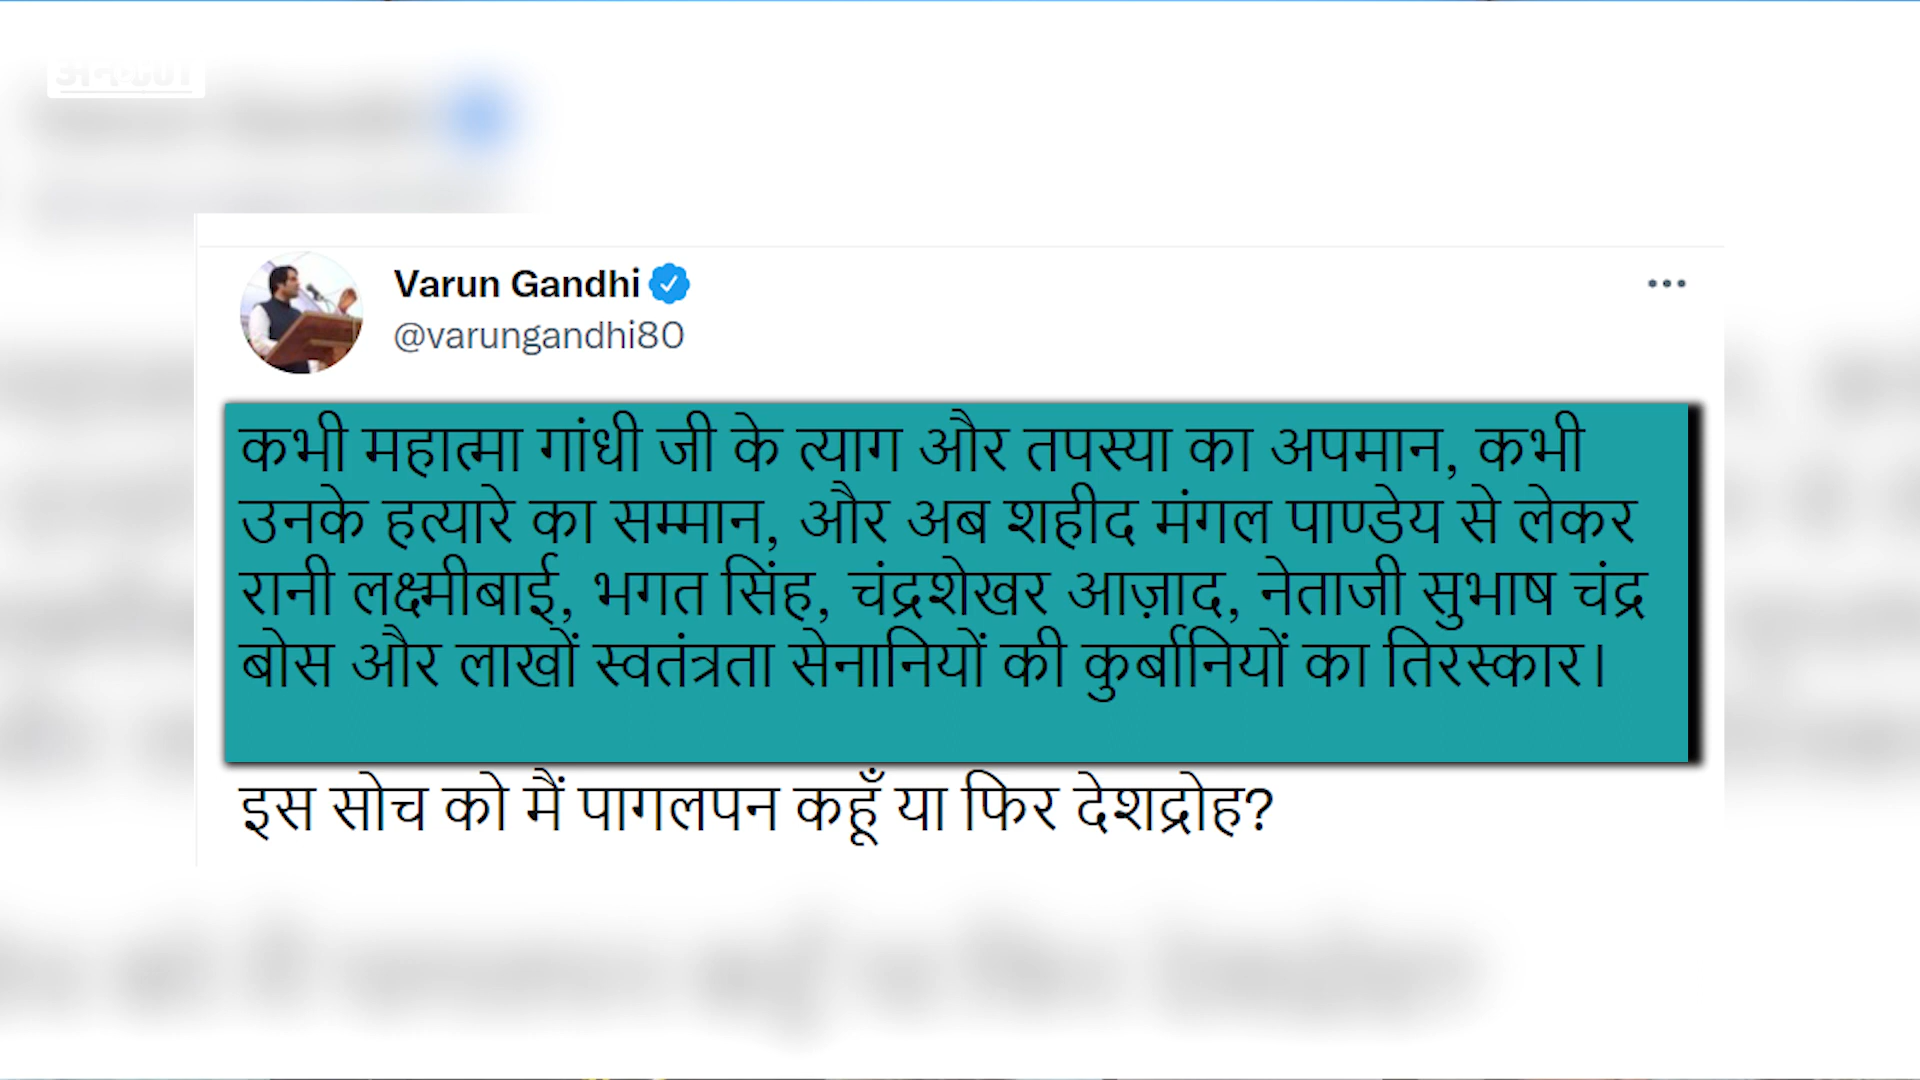 Varun Gandhi
@varungandhi80
कभी महात्मा गांधी जी के त्याग और तपस्या का अपमान, कभी
उनके हत्यारे का सम्मान, और अब शहीद मंगल पाण्डेय से लेकर
रानी लक्ष्मीबाई, भगत सिंह, चंद्रशेखर आज़ाद, नेताजी सुभाष चंद्र
बोस और लाखों स्वतंत्रता सेनानियों की कुर्बानियों का तिरस्कार।
इस सोच को मैं पागलपन कहूँ या फिर देशद्रोह?